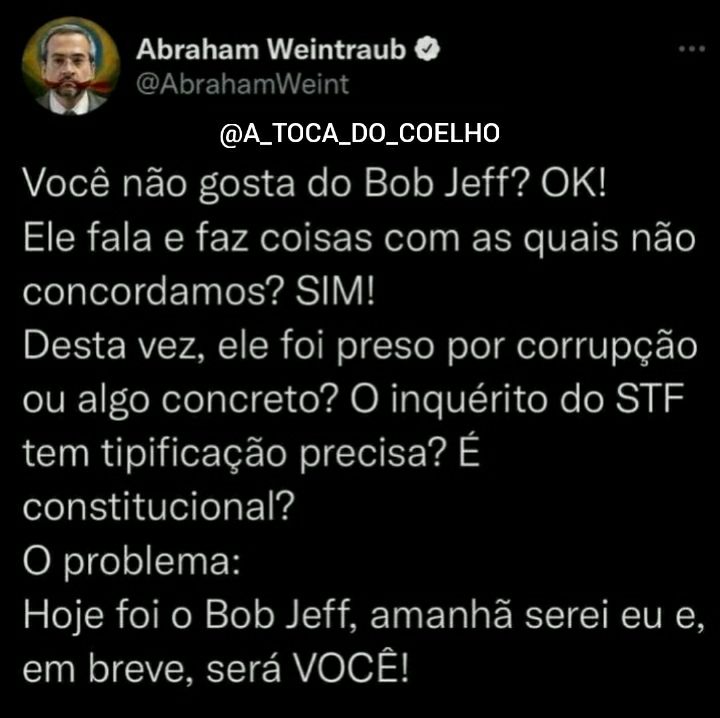 Abraham Weintraub
@AbrahamWeint
@A_TOCA_DO_COELHO
Você não gosta do Bob Jeff? OK!
Ele fala e faz coisas com as quais não
concordamos? SIM!
Desta vez, ele foi preso por corrupção
ou algo concreto? O inquérito do STF
tem tipificação precisa? É
constitucional?
O problema:
Hoje foi o Bob Jeff, amanhã serei eu e,
em breve, será VOCÊ!